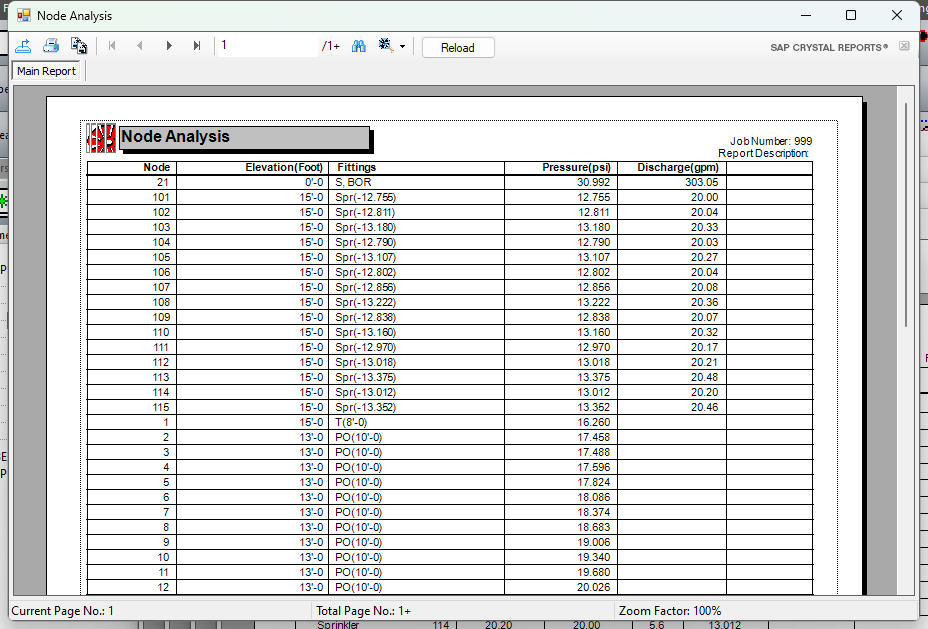 Node Analysis
1 /1+ Reload SAP CRYSTAL REPORTS®
Main Report
Node Analysis
Job Number: 999
Report Description:
Node Elevation(Foot) Fittings Pressure(psi) Discharge(gpm)
21 0'-0 S, BOR 30.992 303.05
101 15'-0 Spr(-12.755) 12.755 20.00
102 15'-0 Spr(-12.811) 12.811 20.04
103 15'-0 Spr(-13.180) 13.180 20.33
104 15'-0 Spr(-12.790) 12.790 20.03
105 15'-0 Spr(-13.107) 13.107 20.27
106 15'-0 Spr(-12.802) 12.802 20.04
107 15'-0 Spr(-12.856) 12.856 20.08
108 15'-0 Spr(-13.222) 13.222 20.36
109 15'-0 Spr(-12.838) 12.838 20.07
110 15'-0 Spr(-13.160) 13.160 20.32
111 15'-0 Spr(-12.970) 12.970 20.17
112 15'-0 Spr(-13.018) 13.018 20.21
113 15'-0 Spr(-13.375) 13.375 20.48
114 15'-0 Spr(-13.012) 13.012 20.20
115 15'-0 Spr(-13.352) 13.352 20.46
1 15'-0 T(8'-0) 16.260
2 13'-0 PO(10'-0) 17.458
3 13'-0 PO(10'-0) 17.488
4 13'-0 PO(10'-0) 17.596
5 13'-0 PO(10'-0) 17.824
6 13'-0 PO(10'-0) 18.086
7 13'-0 PO(10'-0) 18.374
8 13'-0 PO(10'-0) 18.683
9 13'-0 PO(10'-0) 19.006
10 13'-0 PO(10'-0) 19.340
11 13'-0 PO(10'-0) 19.680
12 13'-0 PO(10'-0) 20.026
Current Page No.: 1 Total Page No.: 1+ Zoom Factor: 100%
Sprinkler 114 20.20 20.00 5.6 13.012